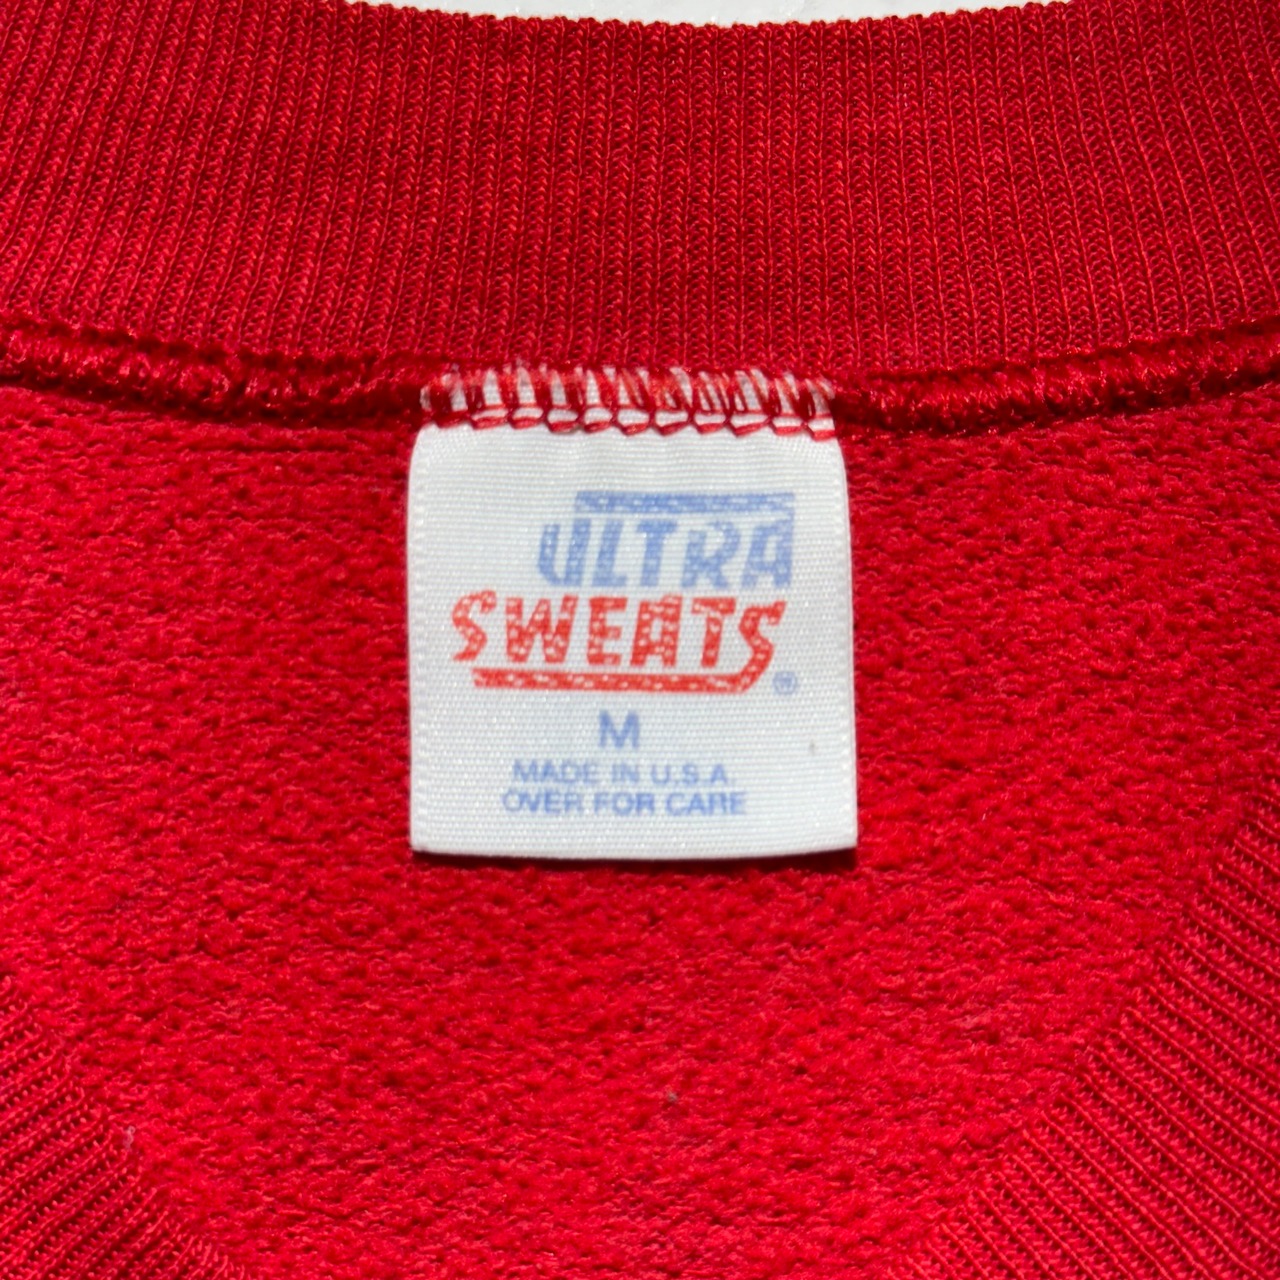 ULTRA
SWEATS®
M
MADE IN U.S.A.
OVER FOR CARE